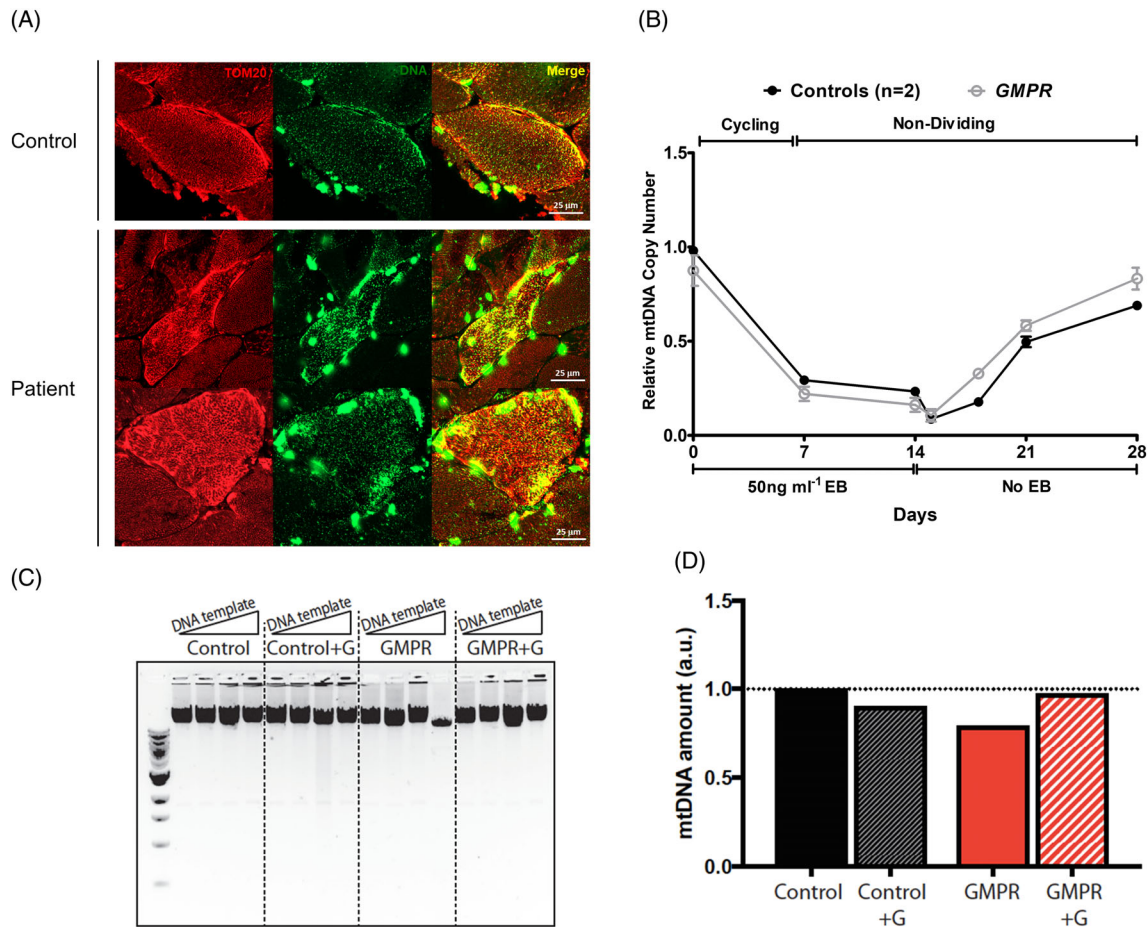 (A)
TOM20 DNA Merge
Control
25 µm
Patient
25 µm
25 µm
(B)
Controls (n=2) GMPR
Cycling Non-Dividing
Relative mtDNA Copy Number
1.5
1.0
0.5
0.0
0 7 14 21 28
50ng ml⁻¹ EB No EB
Days
(C)
DNA template DNA template DNA template DNA template
Control Control+G GMPR GMPR+G
(D)
mtDNA amount (a.u.)
1.5
1.0
0.5
0.0
Control Control GMPR GMPR
+G +G